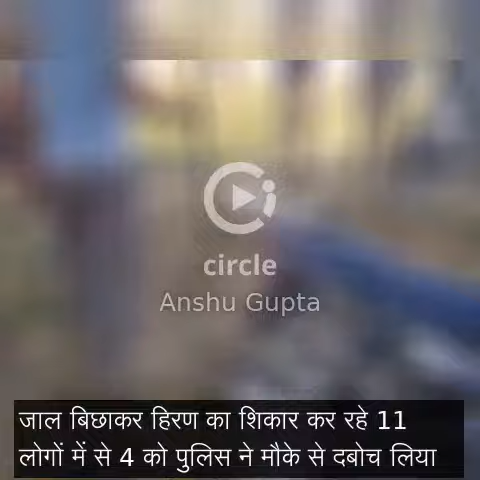 circle
Anshu Gupta
जाल बिछाकर हिरण का शिकार कर रहे 11
लोगों में से 4 को पुलिस ने मौके से दबोच लिया